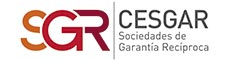 SGR
CESGAR
Sociedades de
Garantía Recíproca